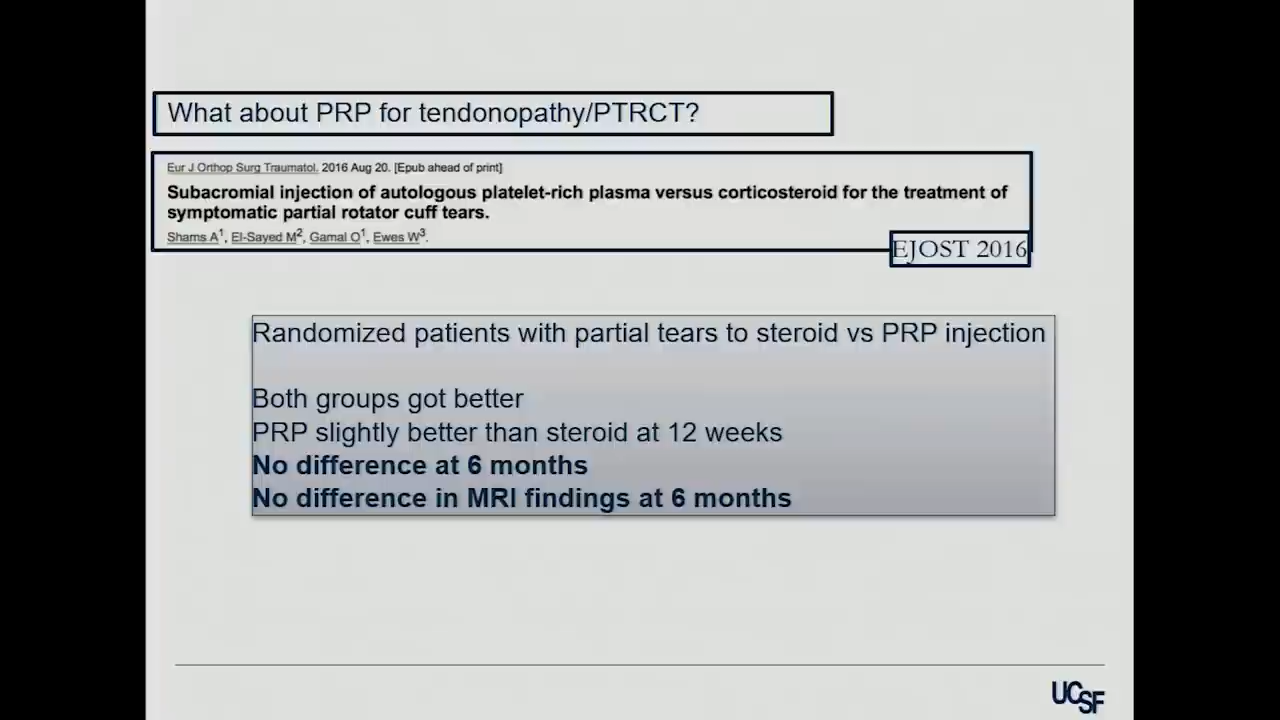 What about PRP for tendonopathy/PTRCT?
Eur J Orthop Surg Traumatol. 2016 Aug 20. [Epub ahead of print]
Subacromial injection of autologous platelet-rich plasma versus corticosteroid for the treatment of
symptomatic partial rotator cuff tears.
Shams A1, El-Sayed M2, Gamal O1, Ewes W3.
EJOST 2016
Randomized patients with partial tears to steroid vs PRP injection
Both groups got better
PRP slightly better than steroid at 12 weeks
No difference at 6 months
No difference in MRI findings at 6 months
UCSF